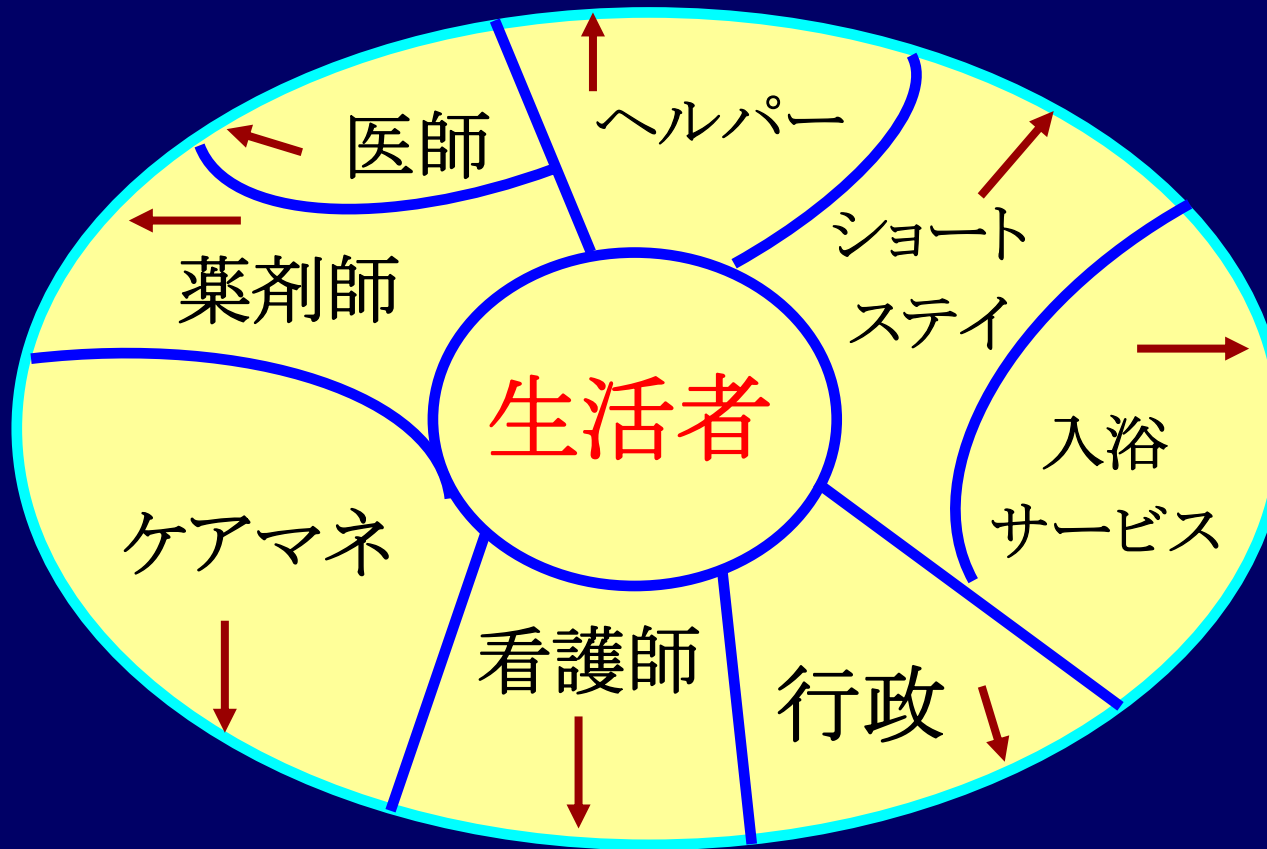 医師
ヘルパー
ショート
ステイ
薬剤師
生活者
入浴
サービス
ケアマネ
看護師
行政